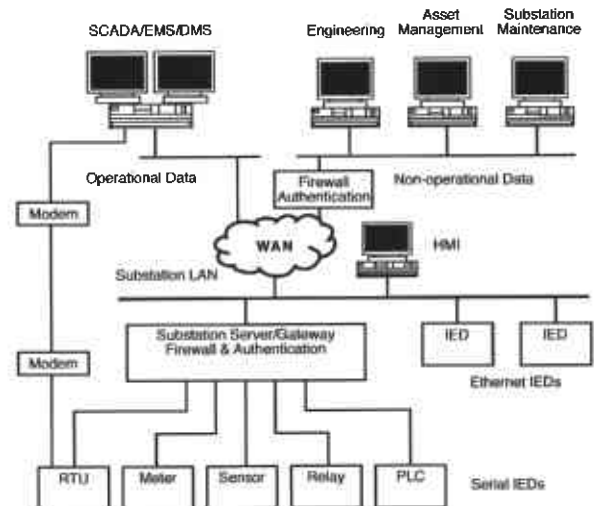 SCADA/EMS/DMS
Engineering
Asset
Management
Substation
Maintenance
Operational Data
Firewall
Authentication
Non-operational Data
Modem
WAN
HMI
Substation LAN
Substation Server/Gateway
Firewall & Authentication
IED
IED
Modem
Ethernet IEDs
RTU
Meter
Sensor
Relay
PLC
Serial IEDs